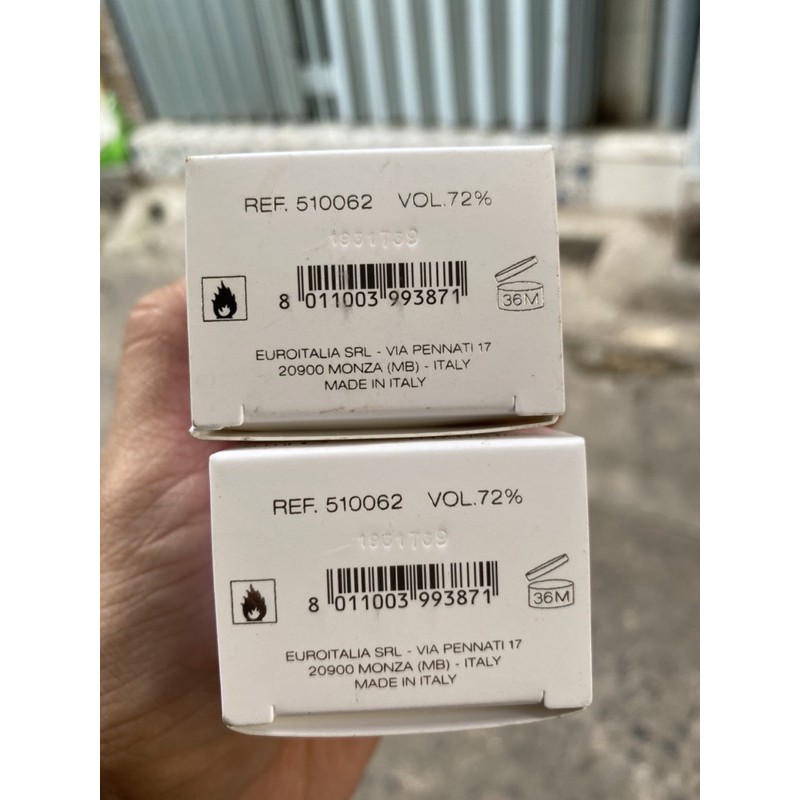 REF. 510062 VOL.72%
1931739
8 011003 993871
36M
EUROITALIA SRL - VIA PENNATI 17
20900 MONZA (MB) - ITALY
MADE IN ITALY
REF. 510062 VOL.72%
1931739
8 011003 993871
36M
EUROITALIA SRL - VIA PENNATI 17
20900 MONZA (MB) - ITALY
MADE IN ITALY